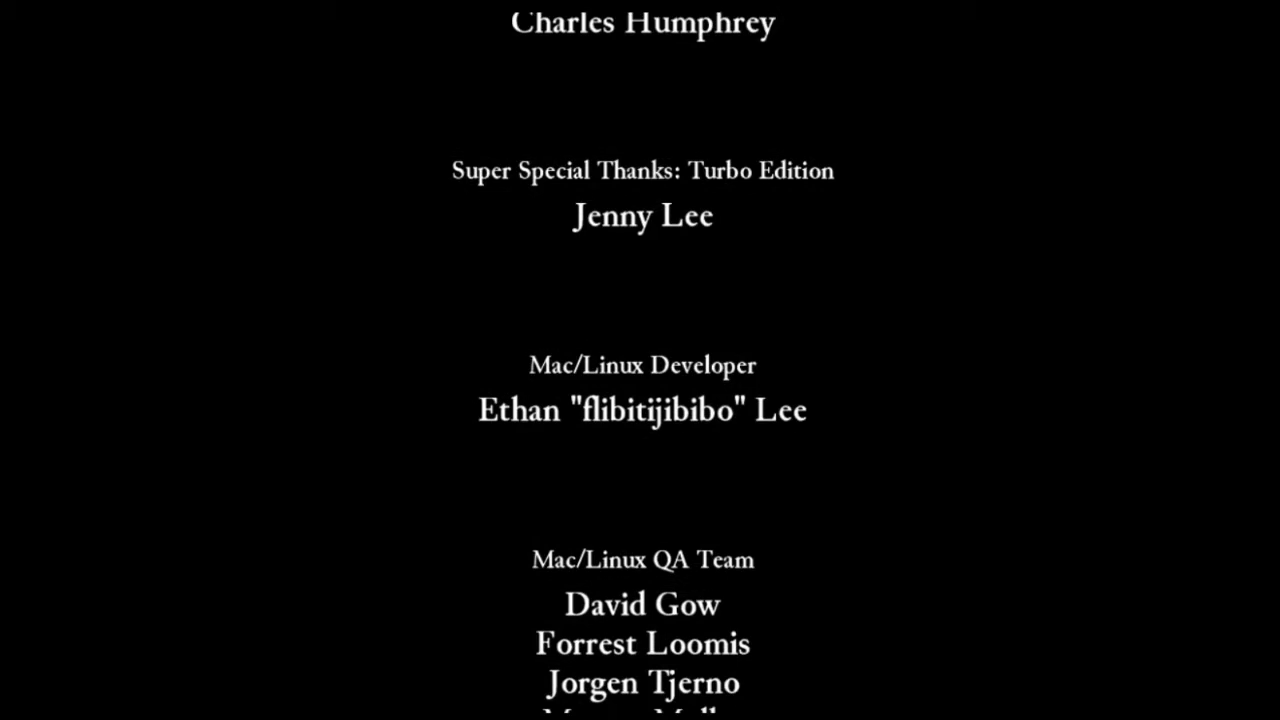 Charles Humphrey
Super Special Thanks: Turbo Edition
Jenny Lee
Mac/Linux Developer
Ethan "flibitijibibo" Lee
Mac/Linux QA Team
David Gow
Forrest Loomis
Jorgen Tjerno